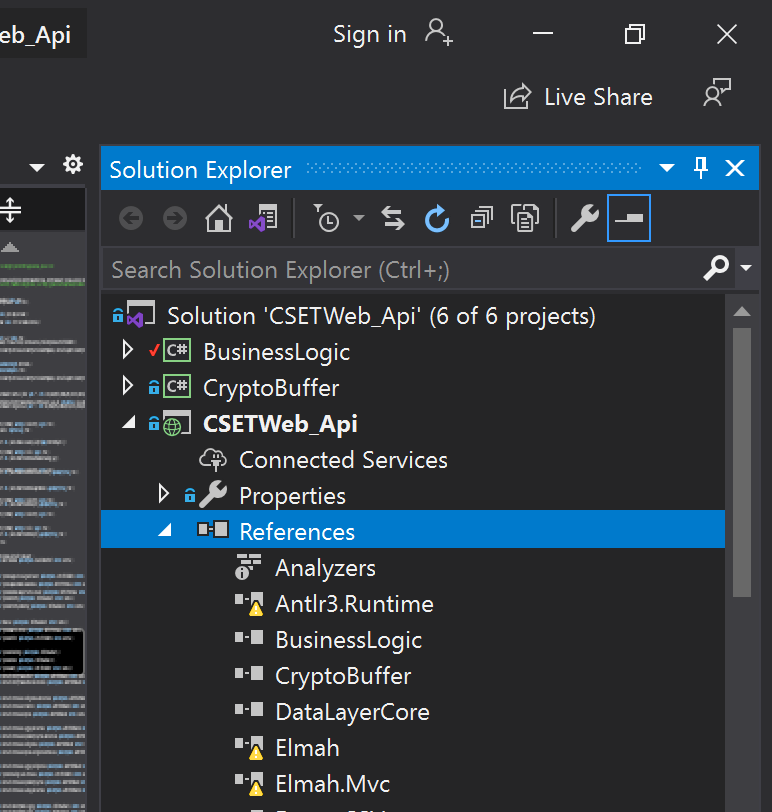 eb_Api
Sign in
Live Share
Solution Explorer
Search Solution Explorer (Ctrl+;)
Solution 'CSETWeb_Api' (6 of 6 projects)
C# BusinessLogic
C# CryptoBuffer
CSETWeb_Api
Connected Services
Properties
References
Analyzers
Antlr3.Runtime
BusinessLogic
CryptoBuffer
DataLayerCore
Elmah
Elmah.Mvc